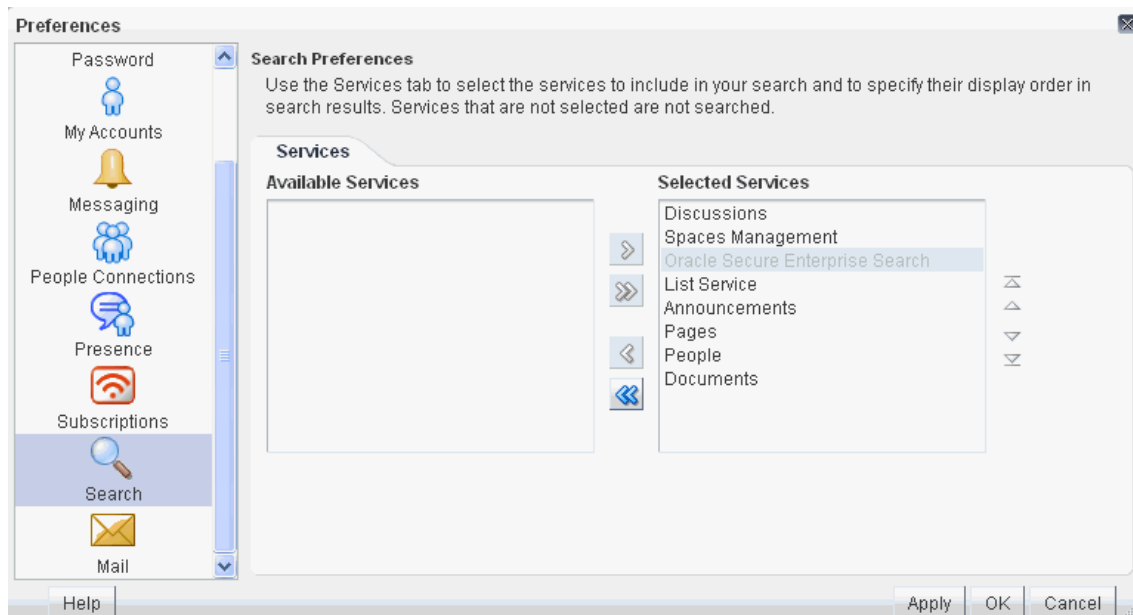 Preferences
Password
My Accounts
Messaging
People Connections
Presence
Subscriptions
Search
Mail
Search Preferences
Use the Services tab to select the services to include in your search and to specify their display order in
search results. Services that are not selected are not searched.
Services
Available Services
Selected Services
Discussions
Spaces Management
Oracle Secure Enterprise Search
List Service
Announcements
Pages
People
Documents
Help
Apply
OK
Cancel